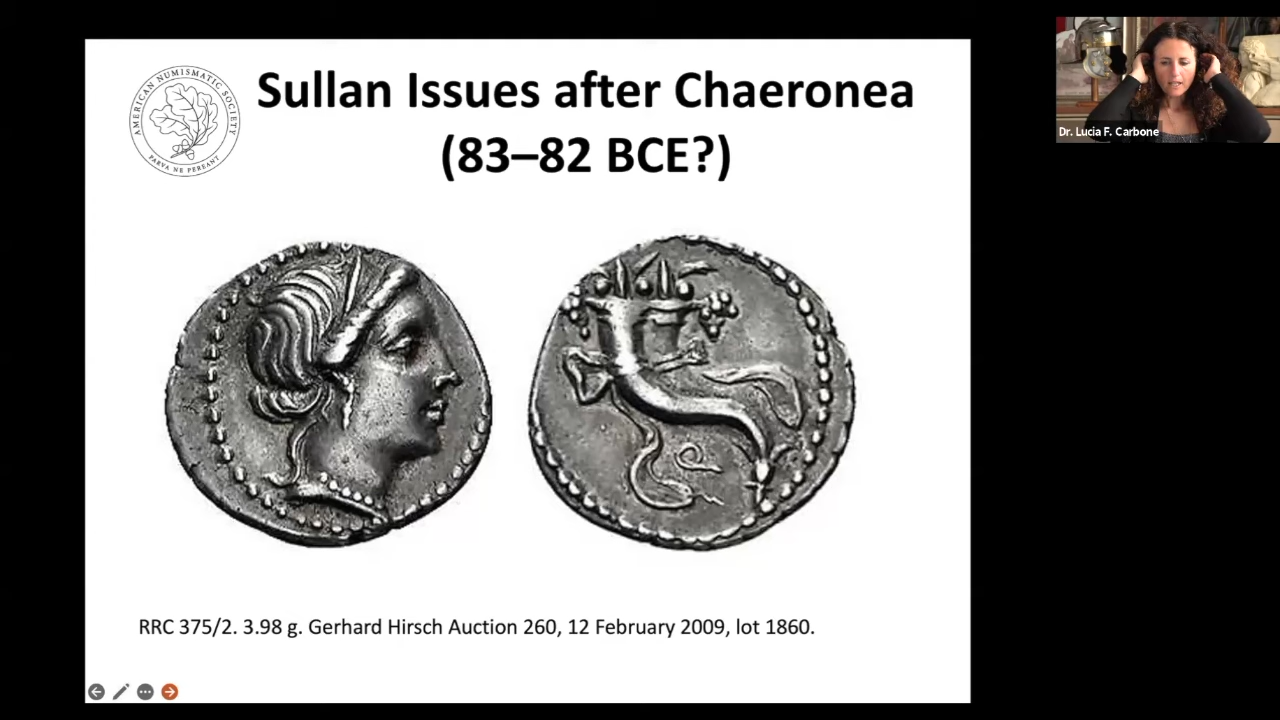 AMERICAN NUMISMATIC SOCIETY
PARVA NE PEREANT
Sullan Issues after Chaeronea
(83–82 BCE?)
Dr. Lucia F. Carbone
RRC 375/2. 3.98 g. Gerhard Hirsch Auction 260, 12 February 2009, lot 1860.